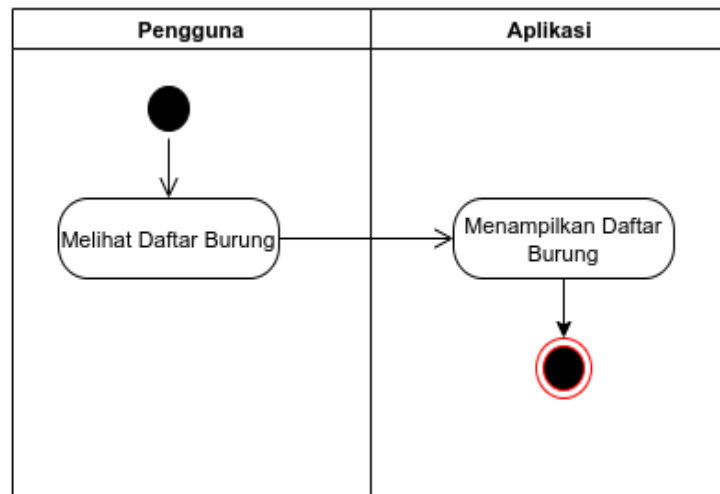 Pengguna
Aplikasi
Melihat Daftar Burung
Menampilkan Daftar
Burung